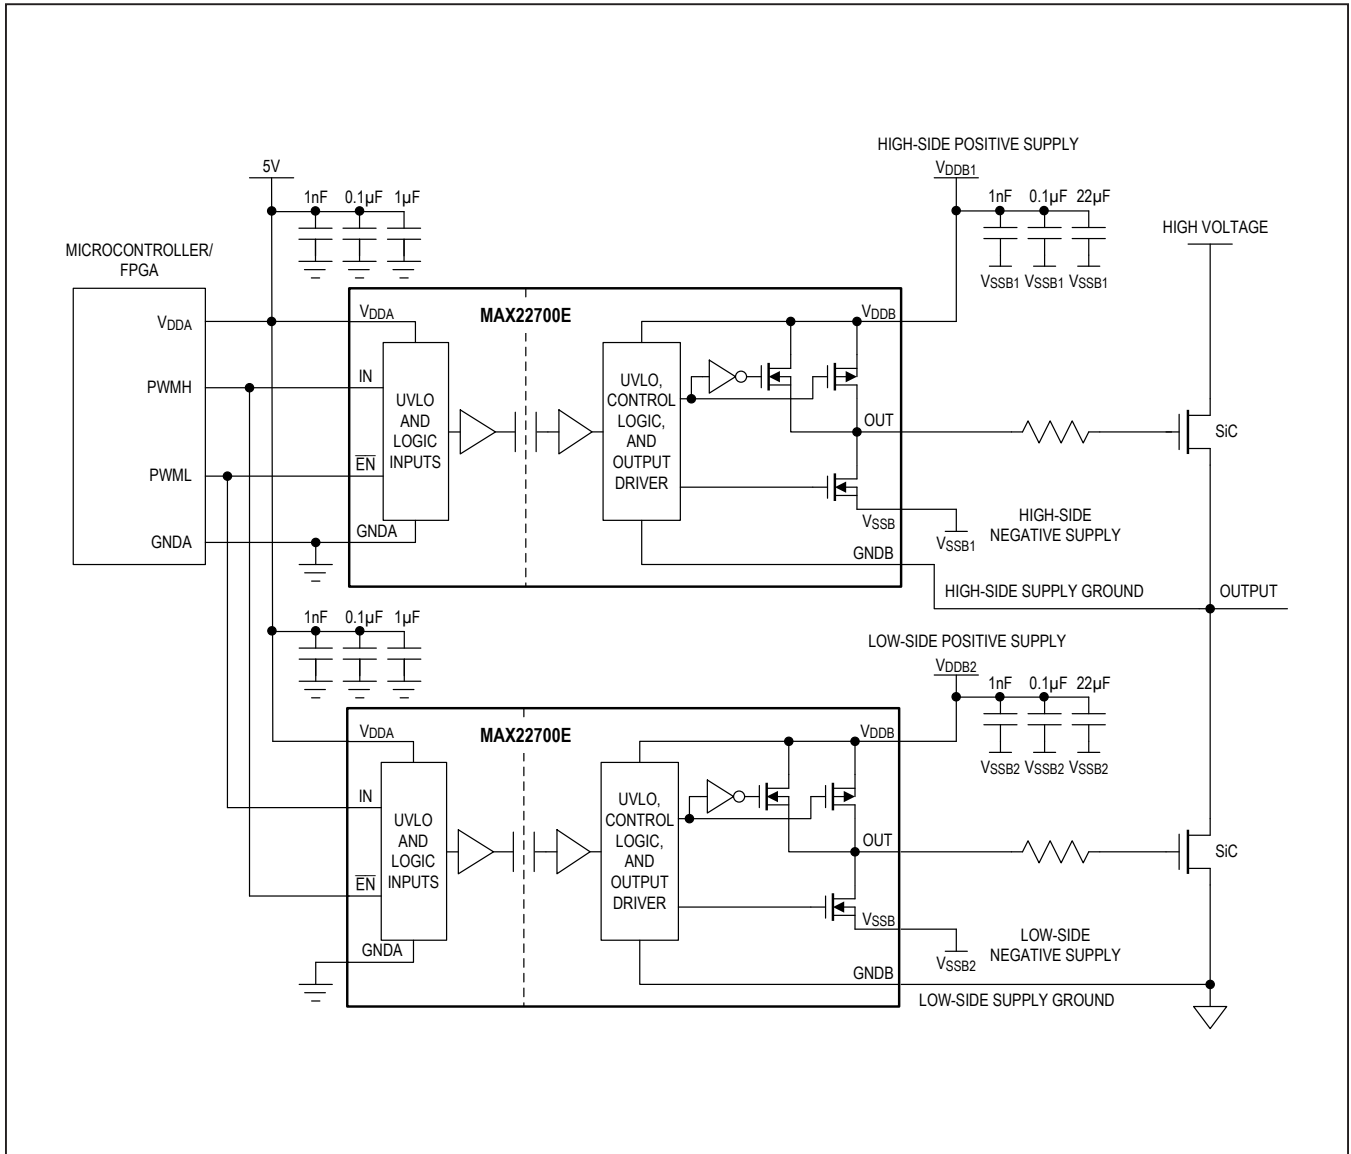 HIGH-SIDE POSITIVE SUPPLY
VDDB1
5V
1nF 0.1µF 1µF
1nF 0.1µF 22µF
VSSB1 VSSB1 VSSB1
HIGH VOLTAGE
MICROCONTROLLER/
FPGA
VDDA
PWMH
PWML
GNDA
MAX22700E
VDDA
IN
EN
GNDA
UVLO
AND
LOGIC
INPUTS
UVLO,
CONTROL
LOGIC,
AND
OUTPUT
DRIVER
VDDB
OUT
VSSB
GNDB
SiC
HIGH-SIDE
NEGATIVE SUPPLY
VSSB1
HIGH-SIDE SUPPLY GROUND
OUTPUT
1nF 0.1µF 1µF
LOW-SIDE POSITIVE SUPPLY
VDDB2
1nF 0.1µF 22µF
VSSB2 VSSB2 VSSB2
MAX22700E
VDDA
IN
EN
GNDA
UVLO
AND
LOGIC
INPUTS
UVLO,
CONTROL
LOGIC,
AND
OUTPUT
DRIVER
VDDB
OUT
VSSB
GNDB
SiC
LOW-SIDE
NEGATIVE SUPPLY
VSSB2
LOW-SIDE SUPPLY GROUND